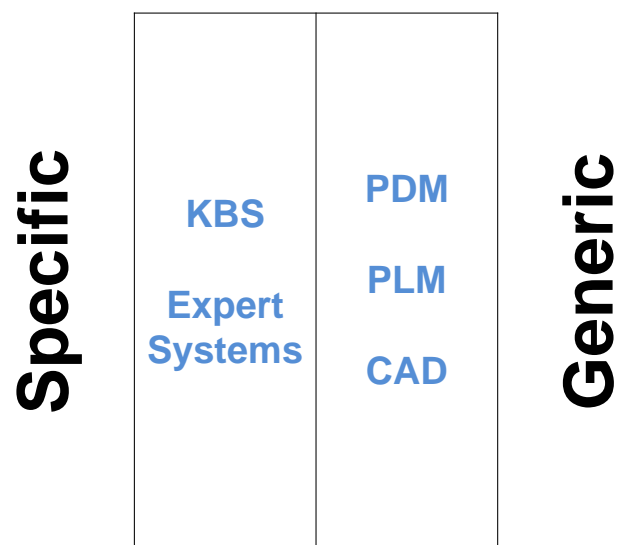 Specific
KBS
Expert
Systems
PDM
PLM
CAD
Generic